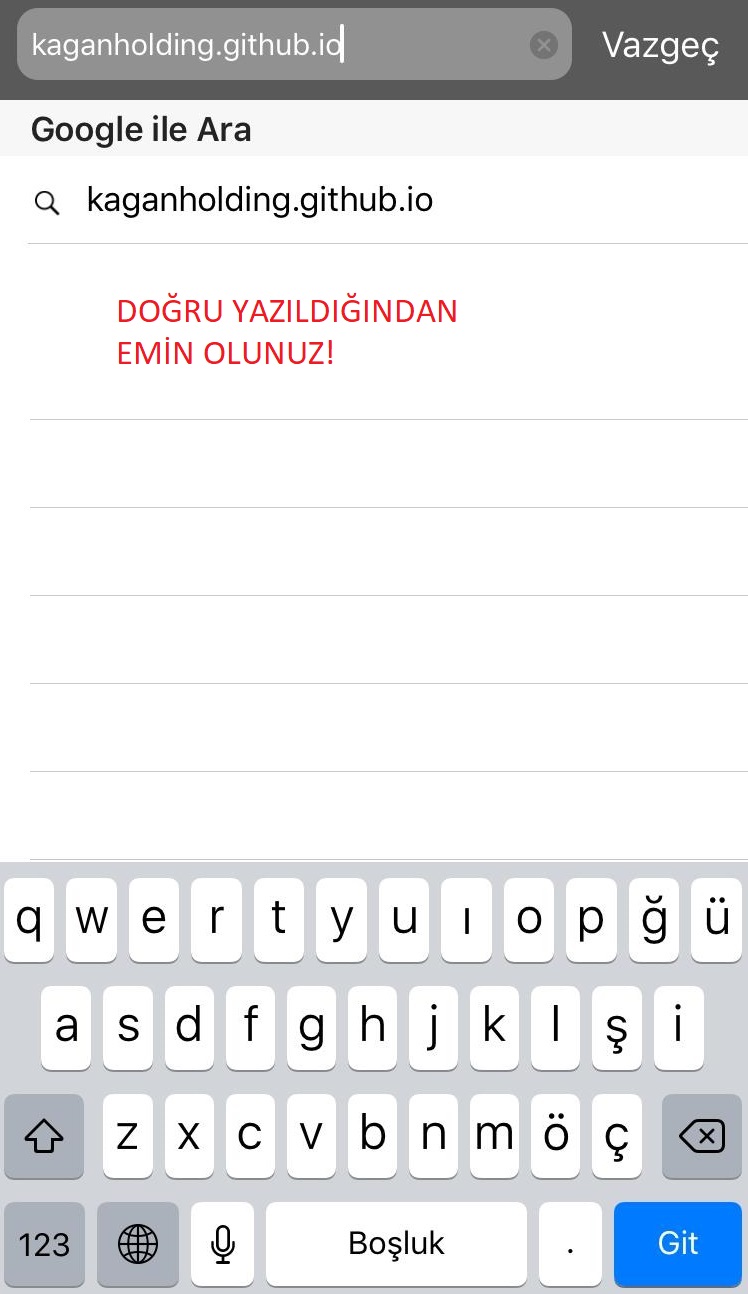 kaganholding.github.io
Vazgeç
Google ile Ara
kaganholding.github.io
DOĞRU YAZILDIĞINDAN
EMİN OLUNUZ!
q w e r t y u ı o p ğ ü
a s d f g h j k l ş i
z x c v b n m ö ç
123 Boşluk . Git